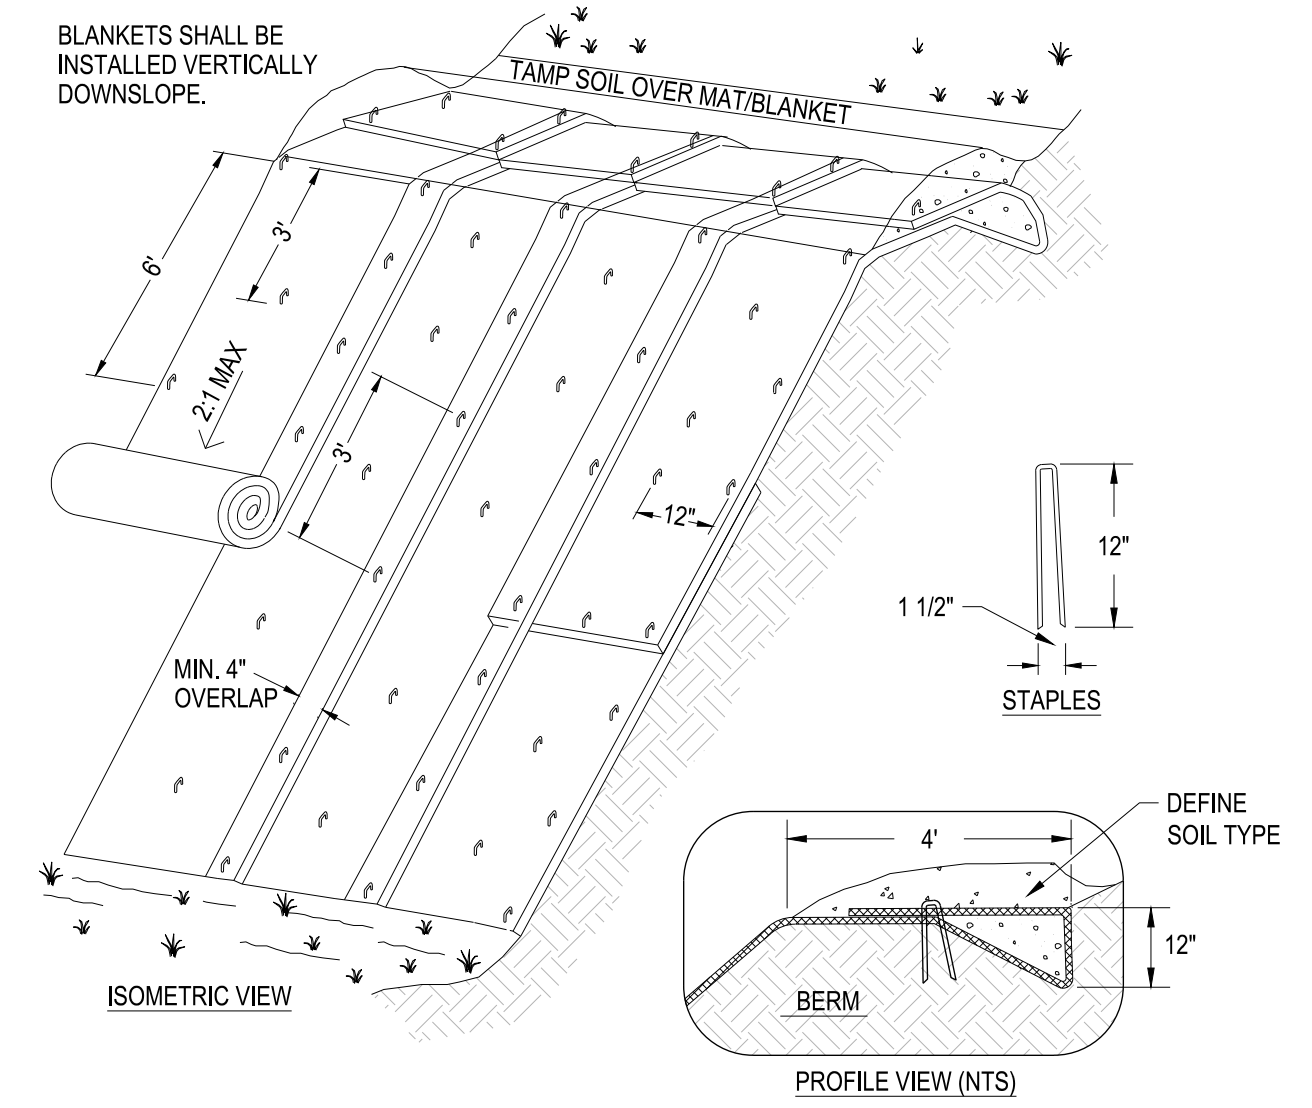 BLANKETS SHALL BE
INSTALLED VERTICALLY
DOWNSLOPE.
TAMP SOIL OVER MAT/BLANKET
6'
3'
2:1 MAX
3'
12"
MIN. 4"
OVERLAP
ISOMETRIC VIEW
12"
1 1/2"
STAPLES
DEFINE
SOIL TYPE
4'
12"
BERM
PROFILE VIEW (NTS)